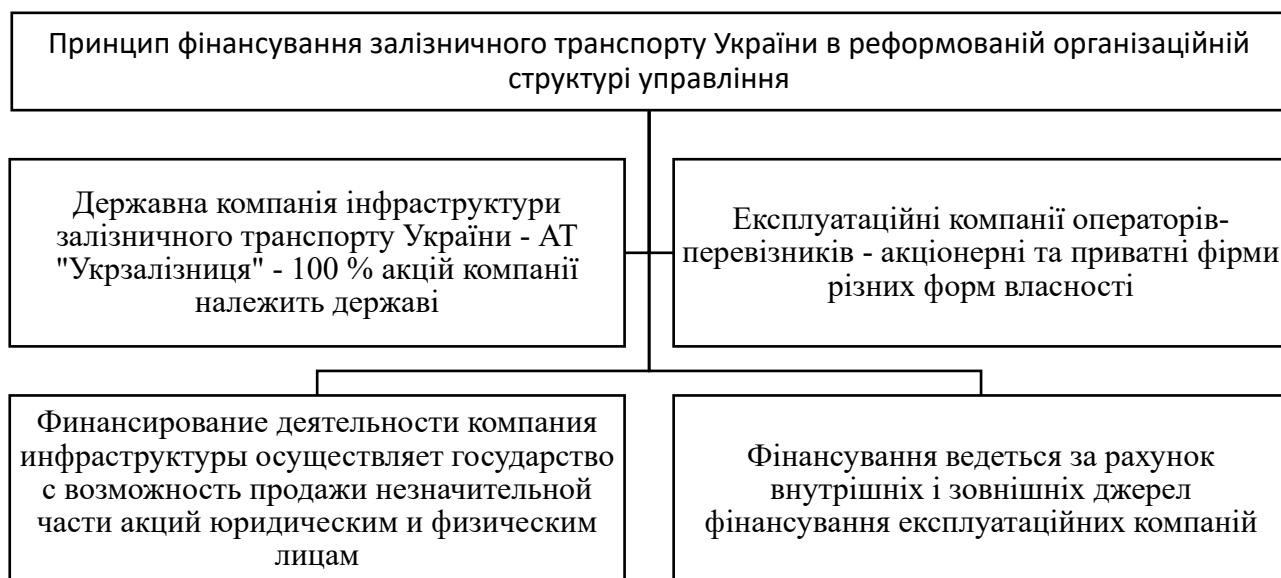 Принцип фінансування залізничного транспорту України в реформованій організаційній
структурі управління
Державна компанія інфраструктури
залізничного транспорту України - АТ
"Укрзалізниця" - 100 % акцій компанії
належить державі
Експлуатаційні компанії операторів-
перевізників - акціонерні та приватні фірми
різних форм власності
Финансирование деятельности компания
инфраструктуры осуществляет государство
с возможность продажи незначительной
части акций юридическим и физическим
лицам
Фінансування ведеться за рахунок
внутрішніх і зовнішніх джерел
фінансування експлуатаційних компаній